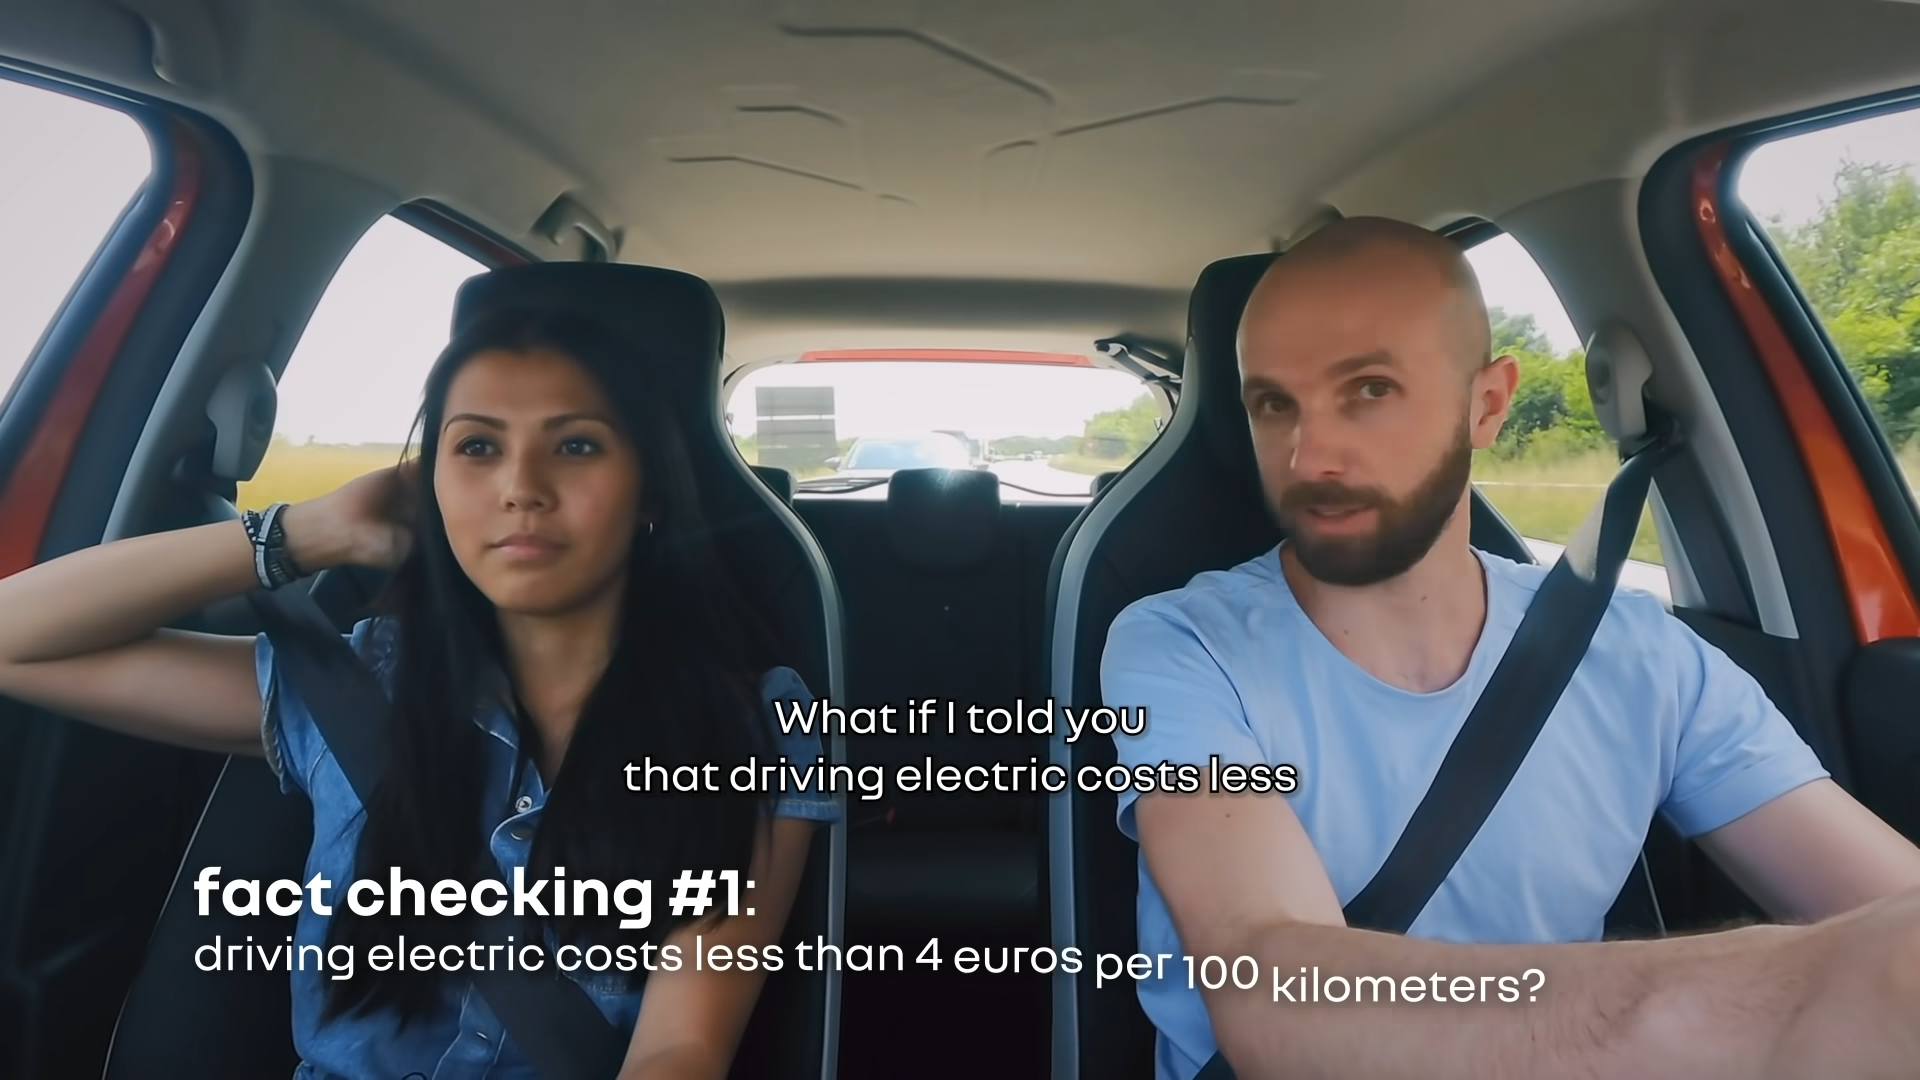 What if I told you
that driving electric costs less
fact checking #1:
driving electric costs less than 4 euros per 100 kilometers?